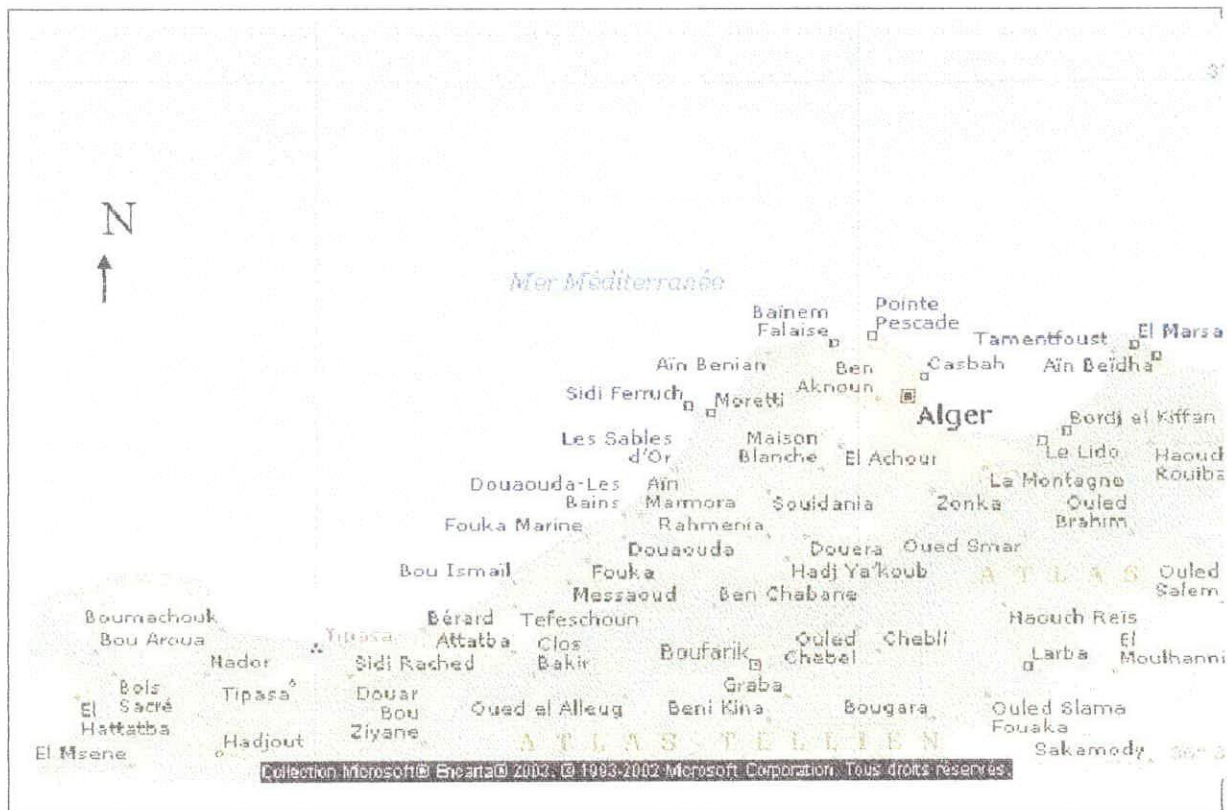 N
Mer Méditerranée
Baïnem
Falaise
Pointe
Pescade
Tamentfoust
El Marsa
Aïn Benian
Ben
Aknoun
Casbah
Aïn Beïdha
Sidi Ferruch
Moretti
Alger
Bordj el Kiffan
Les Sables
d'Or
Maison
Blanche
El Achour
Le Lido
Haouch
Rouiba
Douaouda-Les
Bains
Aïn
Marmora
Souidania
La Montagne
Zonka
Ouled
Brahim
Fouka Marine
Rahmenia
Douaouda
Douera
Oued Smar
Bou Ismaïl
Fouka
Hadj Ya'koub
ATLAS
Ouled
Salem
Messaoud
Ben Chabane
Boumachouk
Bérard
Tefeschoun
Haouch Reïs
Bou Aroua
Tipasa
Attatba
Clos
Bakir
Boufarik
Ouled
Chebel
Chebli
El
Moulhanni
Nador
Sidi Rached
Larba
Graba
Bois
Sacré
Tipasa
Douar
Bou
Ziyane
El
Hattatba
Oued el Alleug
Beni Kina
Bougara
Ouled Slama
Fouaka
El Msene
Hadjout
ATLAS TELLIEN
Sakamody
Collection Microsoft® Encarta® 2003. © 1993-2002 Microsoft Corporation. Tous droits réservés.